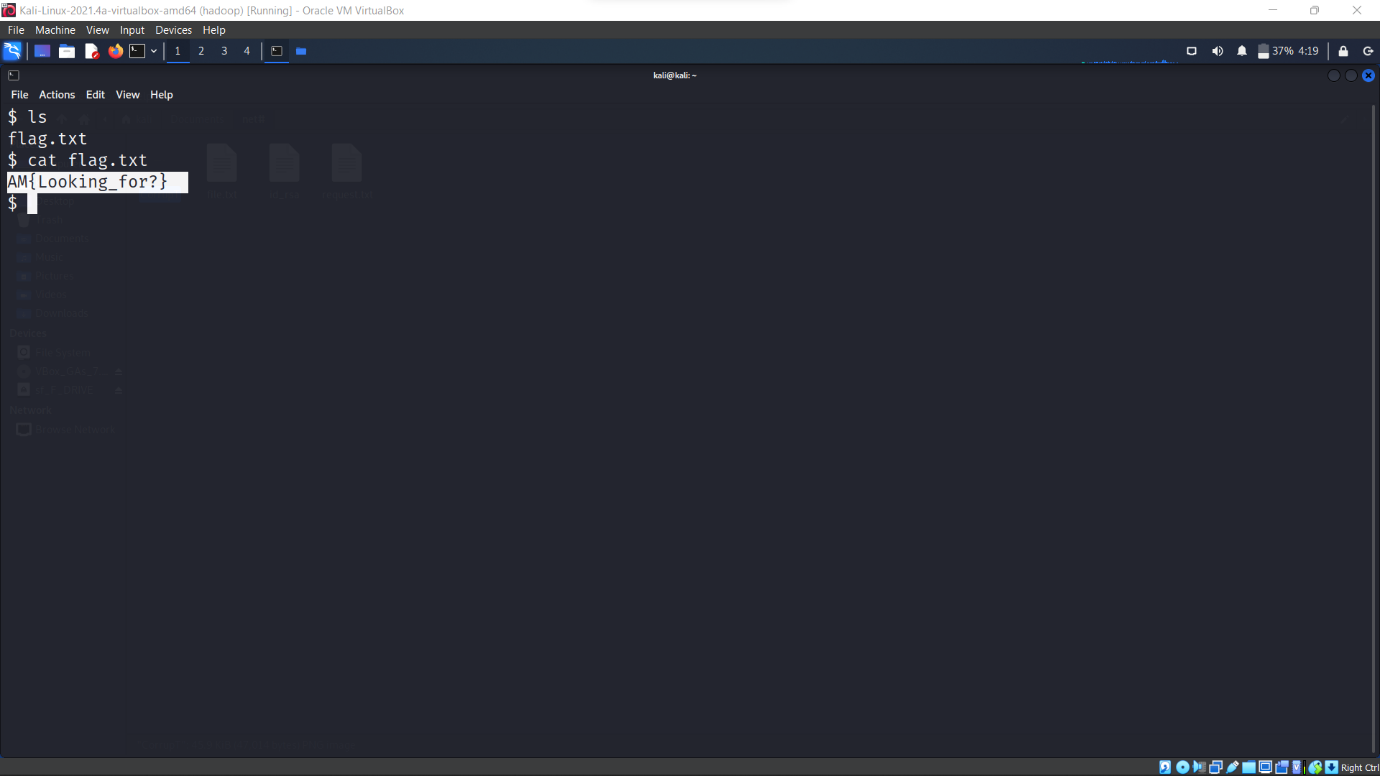 Kali-Linux-2021.4a-virtualbox-amd64 (hadoop) [Running] - Oracle VM VirtualBox
File Machine View Input Devices Help
1 2 3 4
37% 4:19
kali@kali: ~
File Actions Edit View Help
$ ls
flag.txt
$ cat flag.txt
AM{Looking_for?}
$
Devices
Network
Right Ctrl